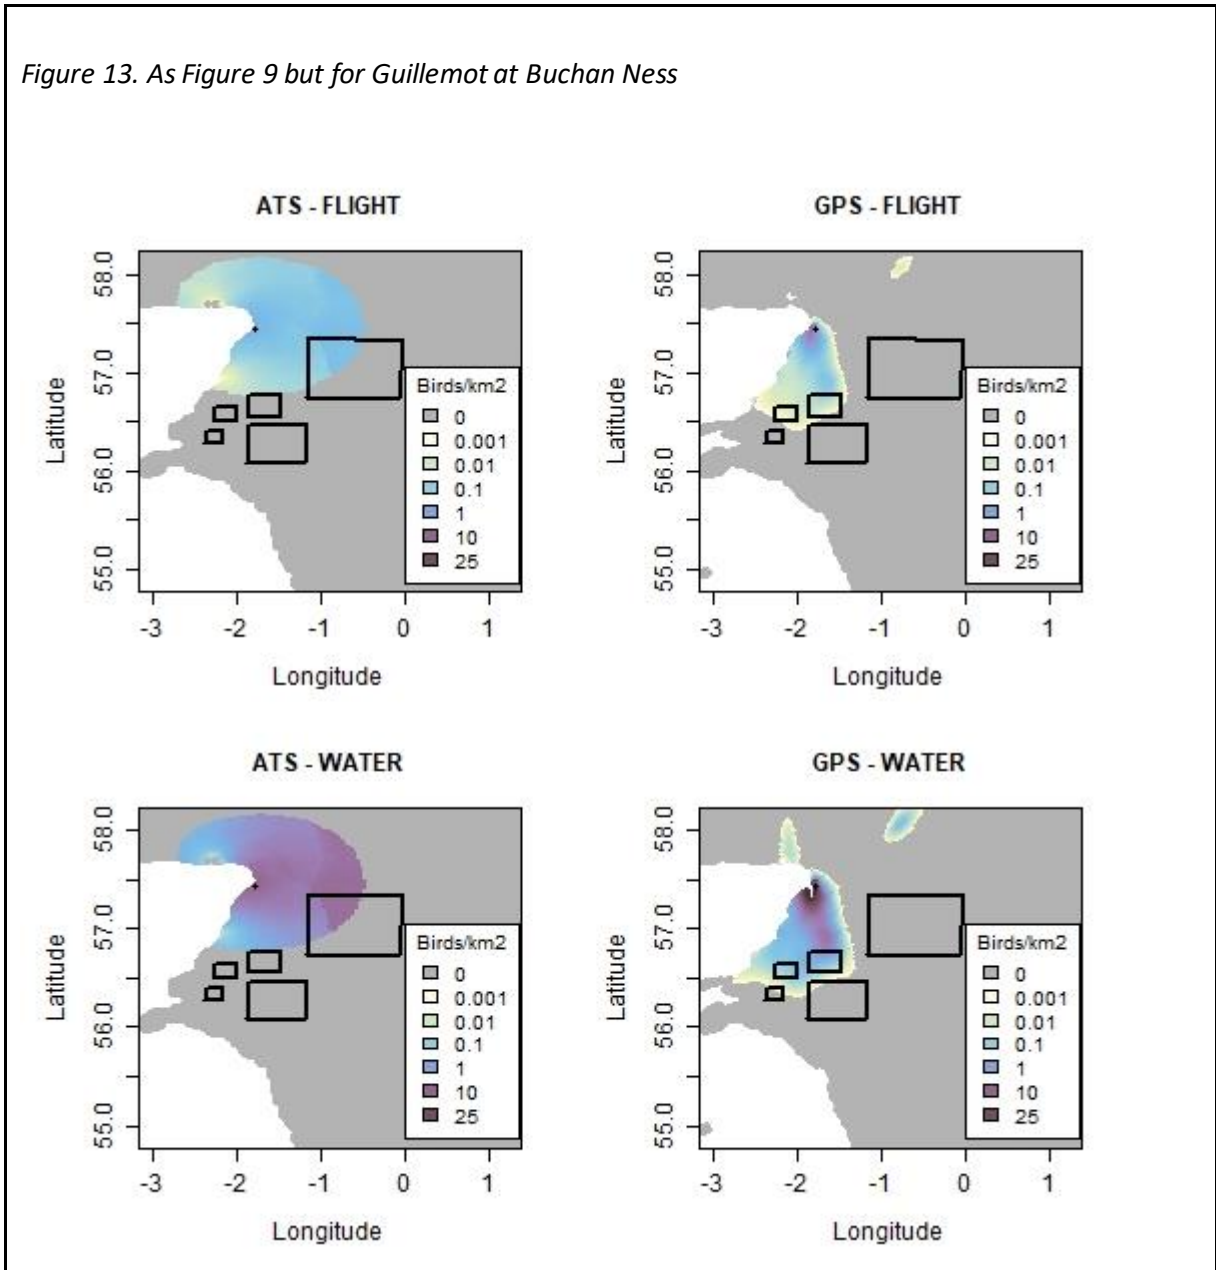 Figure 13. As Figure 9 but for Guillemot at Buchan Ness
ATS - FLIGHT
58.0
57.0
56.0
55.0
Latitude
Birds/km2
0
0.001
0.01
0.1
1
10
25
-3 -2 -1 0 1
Longitude
GPS - FLIGHT
58.0
57.0
56.0
55.0
Latitude
Birds/km2
0
0.001
0.01
0.1
1
10
25
-3 -2 -1 0 1
Longitude
ATS - WATER
58.0
57.0
56.0
55.0
Latitude
Birds/km2
0
0.001
0.01
0.1
1
10
25
-3 -2 -1 0 1
Longitude
GPS - WATER
58.0
57.0
56.0
55.0
Latitude
Birds/km2
0
0.001
0.01
0.1
1
10
25
-3 -2 -1 0 1
Longitude